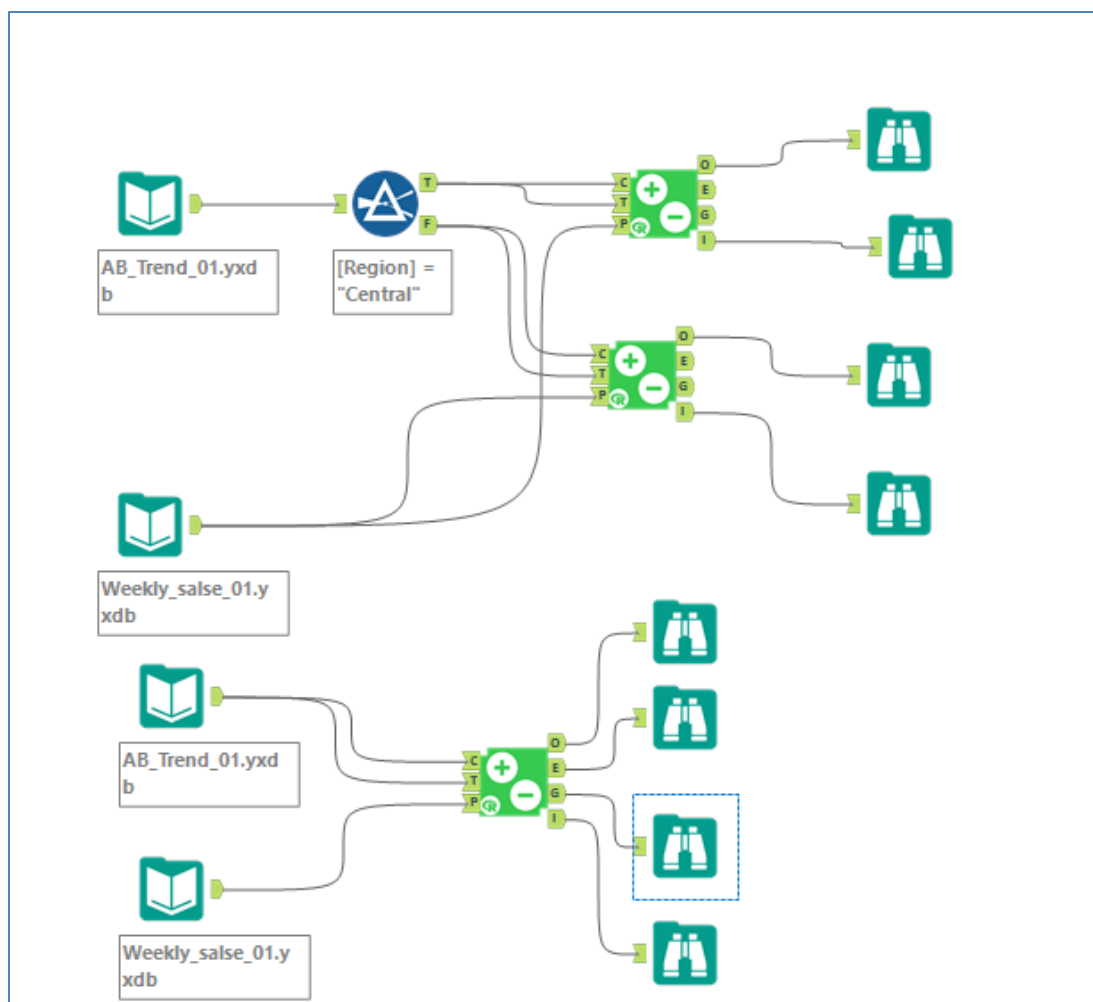 T
F
C
T
P
O
E
G
I
AB_Trend_01.yxd
b
[Region] =
"Central"
C
T
P
O
E
G
I
Weekly_salse_01.y
xdb
AB_Trend_01.yxd
b
C
T
P
O
E
G
I
Weekly_salse_01.y
xdb